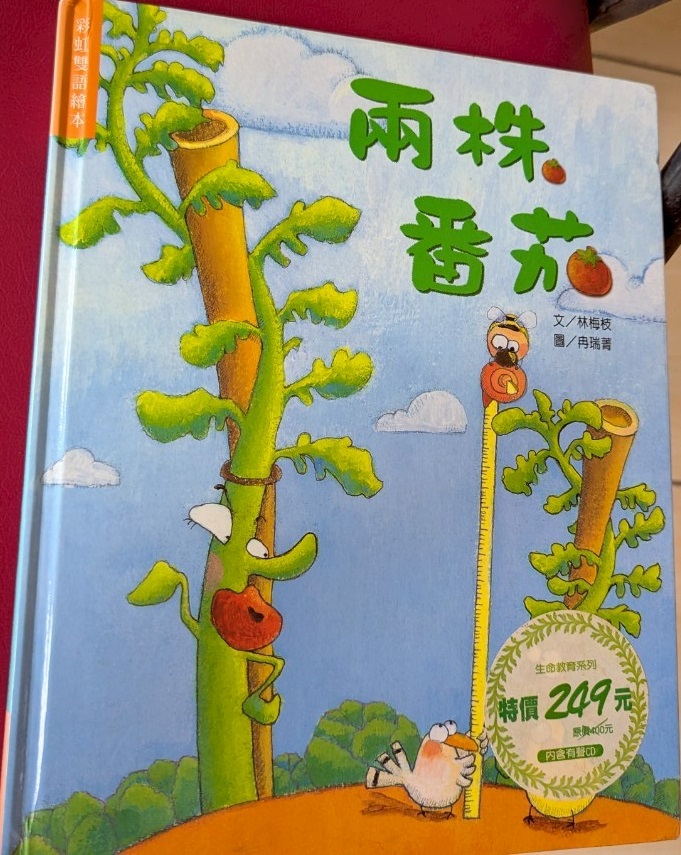 彩虹雙語繪本
兩株
番茄
文／林梅枝
圖／冉瑞菁
生命教育系列
特價249元
原價400元
內含有聲CD